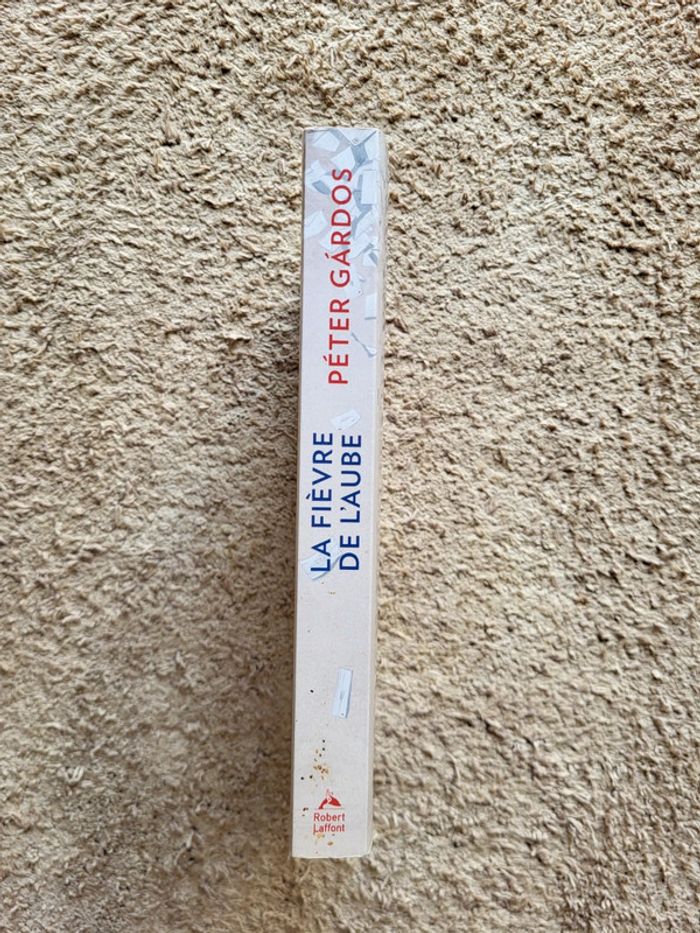 PÉTER GÁRDOS
LA FIÈVRE
DE L'AUBE
Robert
Laffont